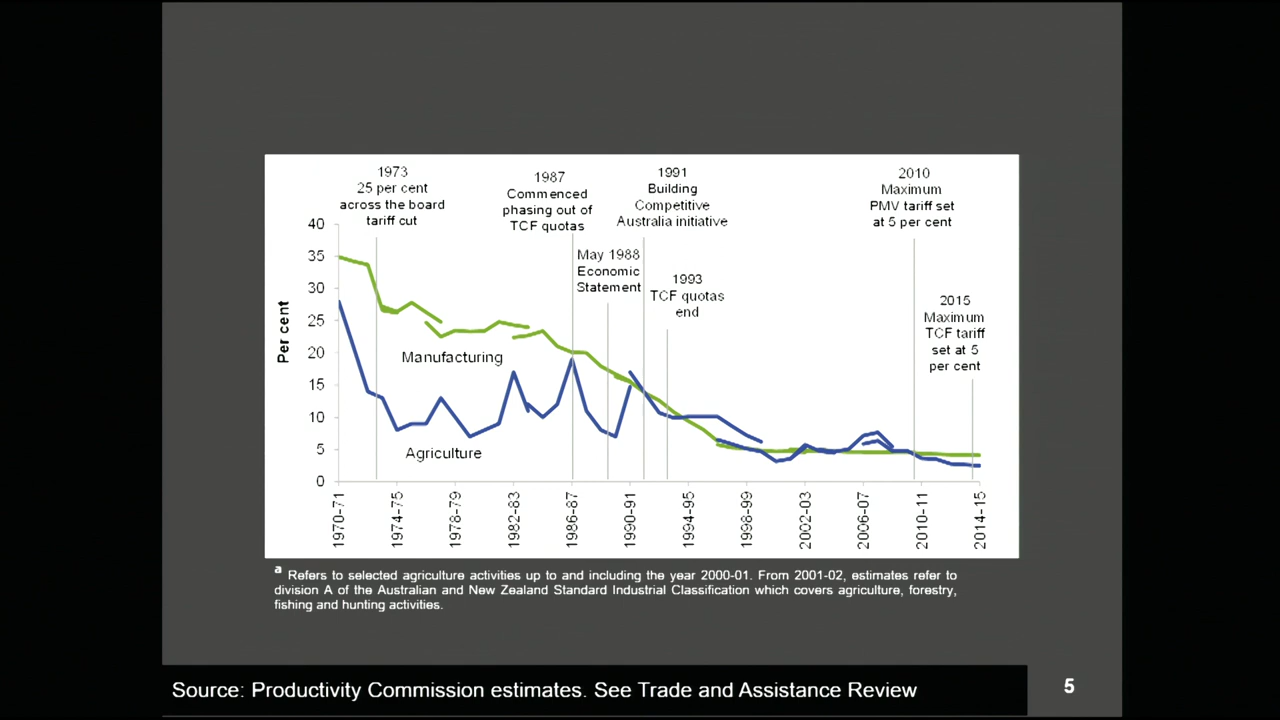 1973
25 per cent
across the board
tariff cut
1987
Commenced
phasing out of
TCF quotas
1991
Building
Competitive
Australia initiative
2010
Maximum
PMV tariff set
at 5 per cent
May 1988
Economic
Statement
1993
TCF quotas
end
2015
Maximum
TCF tariff
set at 5
per cent
Per cent
40
35
30
25
20
15
10
5
0
Manufacturing
Agriculture
1970-71
1974-75
1978-79
1982-83
1986-87
1990-91
1994-95
1998-99
2002-03
2006-07
2010-11
2014-15
a Refers to selected agriculture activities up to and including the year 2000-01. From 2001-02, estimates refer to
division A of the Australian and New Zealand Standard Industrial Classification which covers agriculture, forestry,
fishing and hunting activities.
Source: Productivity Commission estimates. See Trade and Assistance Review
5